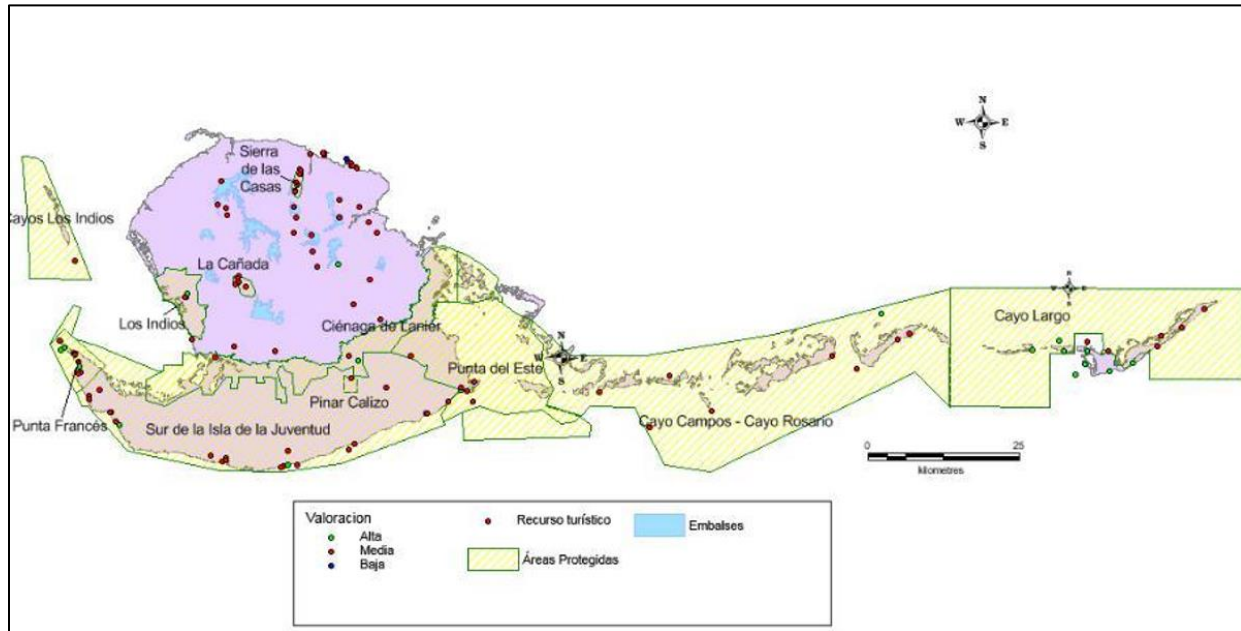 N
W E
S
Sierra
de las
Casas
Cayos Los Indios
La Cañada
Los Indios
Ciénaga de Lanier
N
W E
S
Cayo Largo
N
W
Punta del Este
Pinar Calizo
Punta Francés
Sur de la Isla de la Juventud
Cayo Campos - Cayo Rosario
0 25
kilometres
Valoracion
Alta
Media
Baja
Recurso turístico
Áreas Protegidas
Embalses